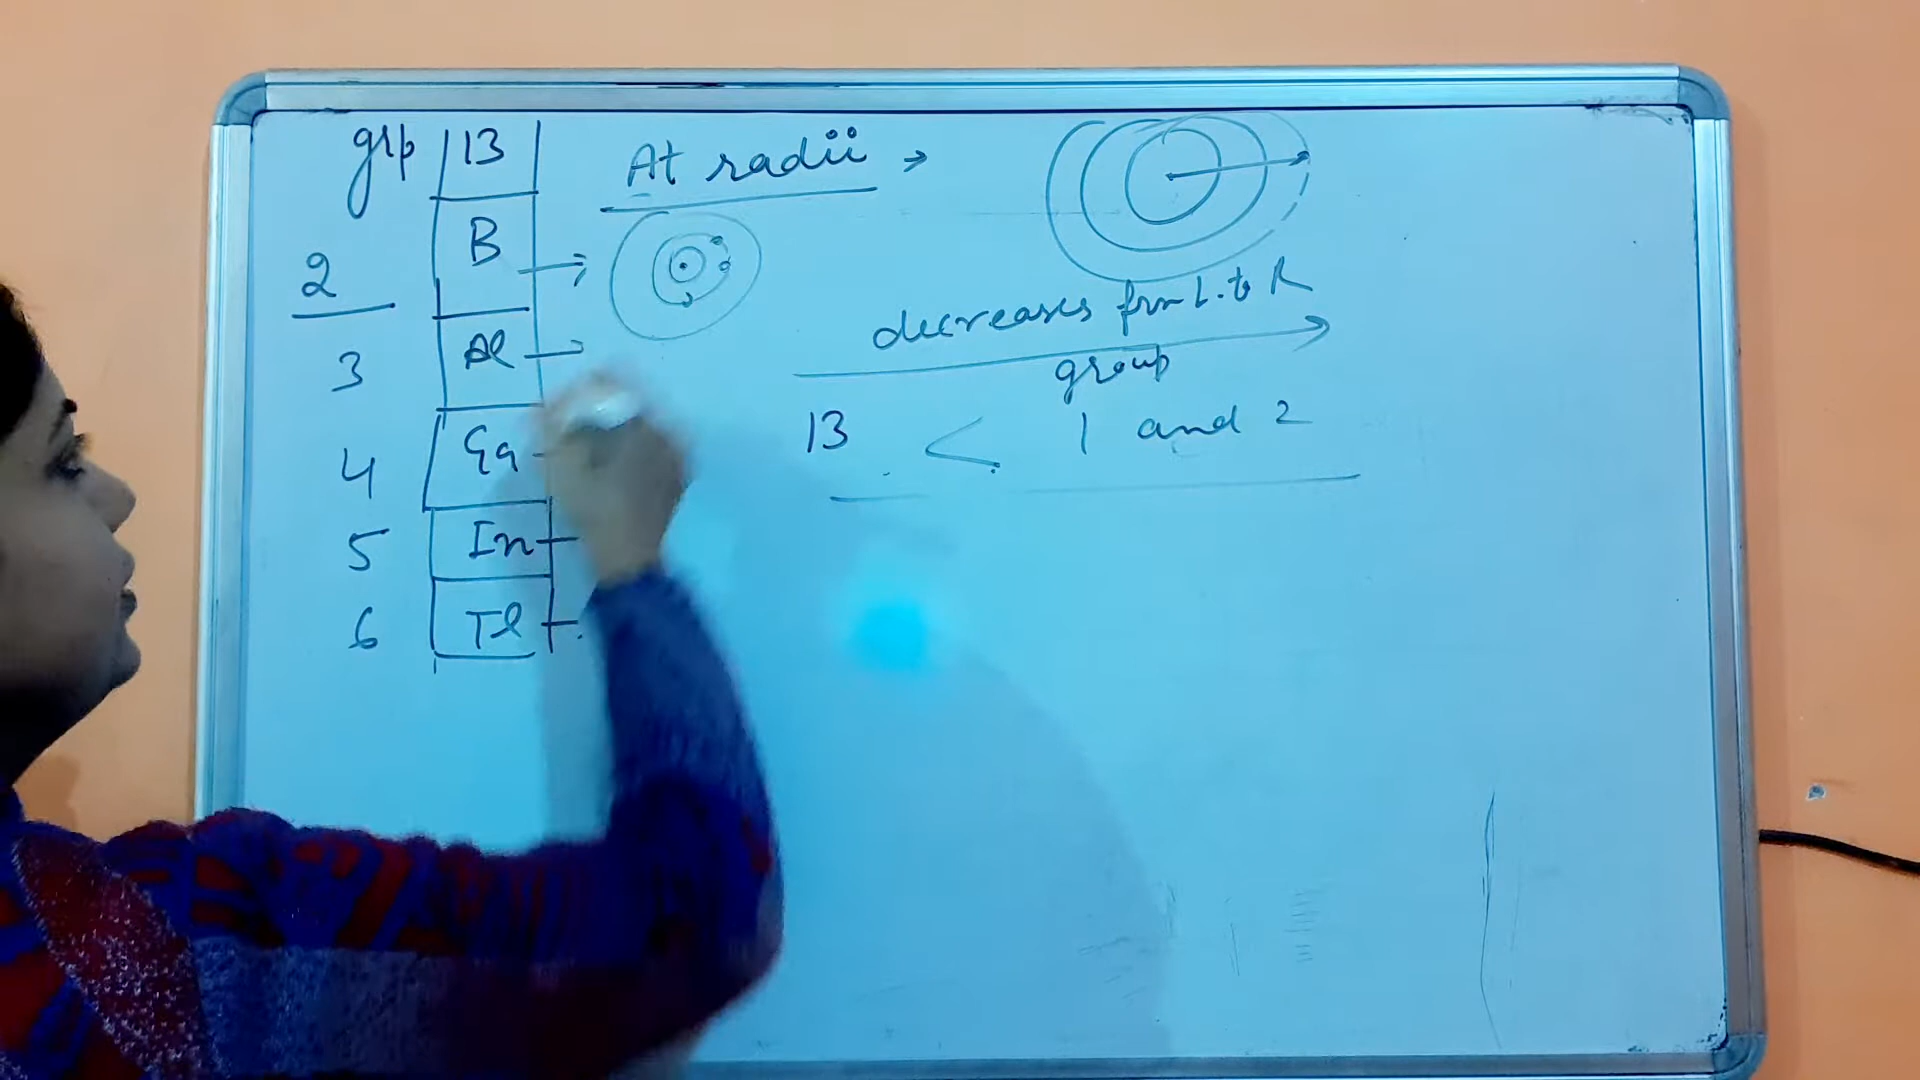 grp 13
At radii →
B
2
decreases from L. to R
3
Al
group
13 < 1 and 2
4
Ga
5
In
6
Tl